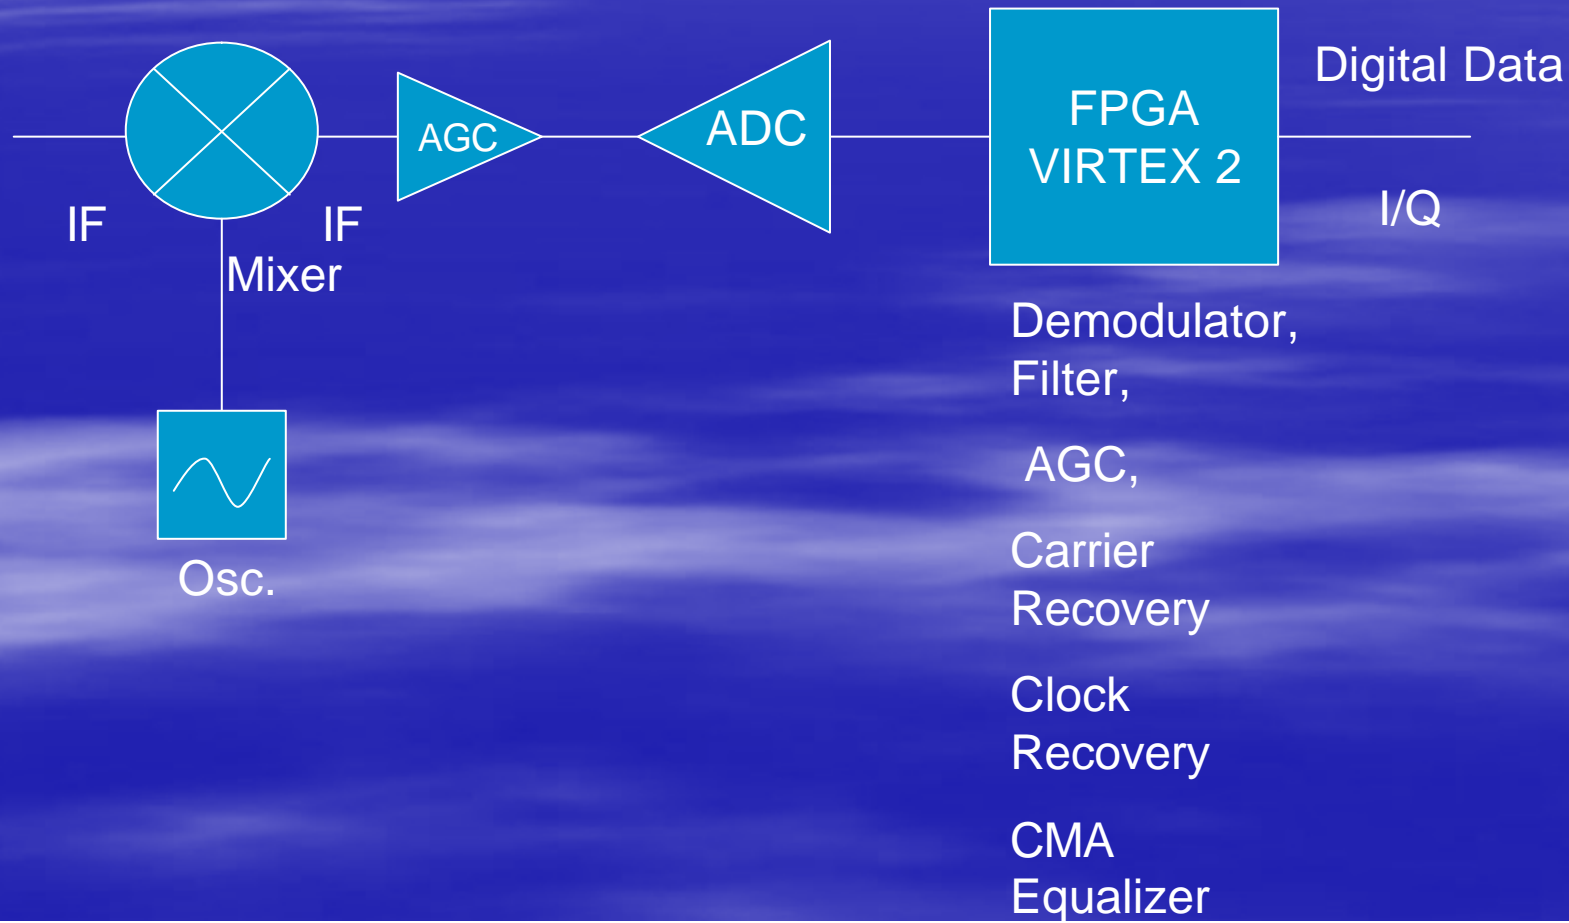 Digital Data
AGC
ADC
FPGA
VIRTEX 2
IF
IF
Mixer
I/Q
Osc.
Demodulator,
Filter,
AGC,
Carrier
Recovery
Clock
Recovery
CMA
Equalizer